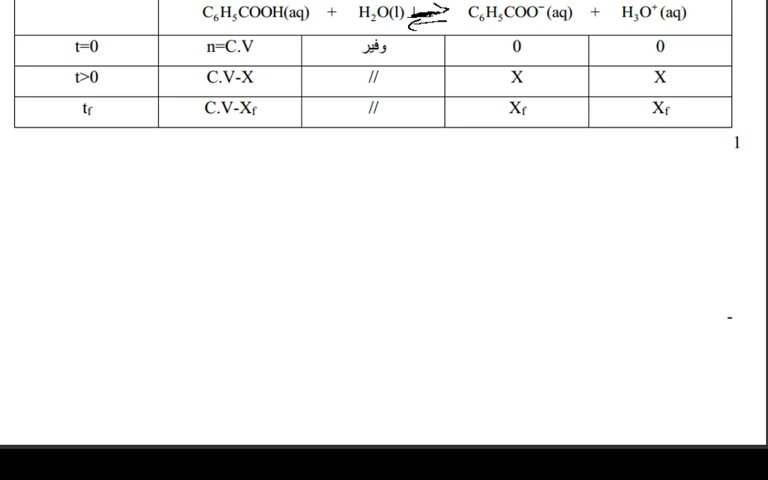 C₆H₅COOH(aq) + H₂O(l) ⇌ C₆H₅COO⁻(aq) + H₃O⁺(aq)
t=0 n=C.V وفير 0 0
t>0 C.V-X // X X
tf C.V-Xf // Xf Xf
1
-